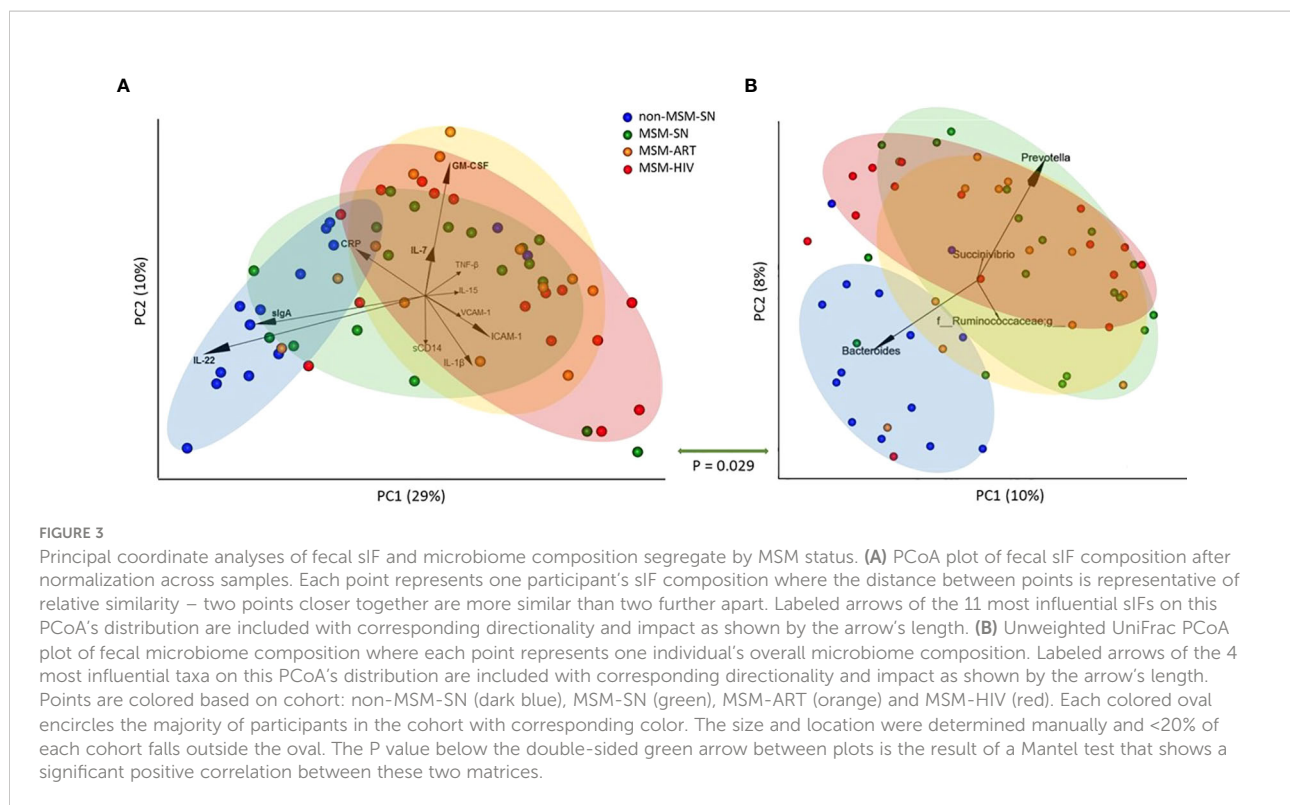 A
B
non-MSM-SN
MSM-SN
MSM-ART
MSM-HIV
GM-CSF
CRP
IL-7
TNF-β
IL-15
sIgA
VCAM-1
ICAM-1
IL-22
sCD14
IL-1β
PC2 (10%)
PC1 (29%)
P = 0.029
Prevotella
Succinivibrio
f__Ruminococcaceae;g__
Bacteroides
PC2 (8%)
PC1 (10%)
FIGURE 3
Principal coordinate analyses of fecal sIF and microbiome composition segregate by MSM status. (A) PCoA plot of fecal sIF composition after
normalization across samples. Each point represents one participant's sIF composition where the distance between points is representative of
relative similarity – two points closer together are more similar than two further apart. Labeled arrows of the 11 most influential sIFs on this
PCoA's distribution are included with corresponding directionality and impact as shown by the arrow's length. (B) Unweighted UniFrac PCoA
plot of fecal microbiome composition where each point represents one individual's overall microbiome composition. Labeled arrows of the 4
most influential taxa on this PCoA's distribution are included with corresponding directionality and impact as shown by the arrow's length.
Points are colored based on cohort: non-MSM-SN (dark blue), MSM-SN (green), MSM-ART (orange) and MSM-HIV (red). Each colored oval
encircles the majority of participants in the cohort with corresponding color. The size and location were determined manually and <20% of
each cohort falls outside the oval. The P value below the double-sided green arrow between plots is the result of a Mantel test that shows a
significant positive correlation between these two matrices.